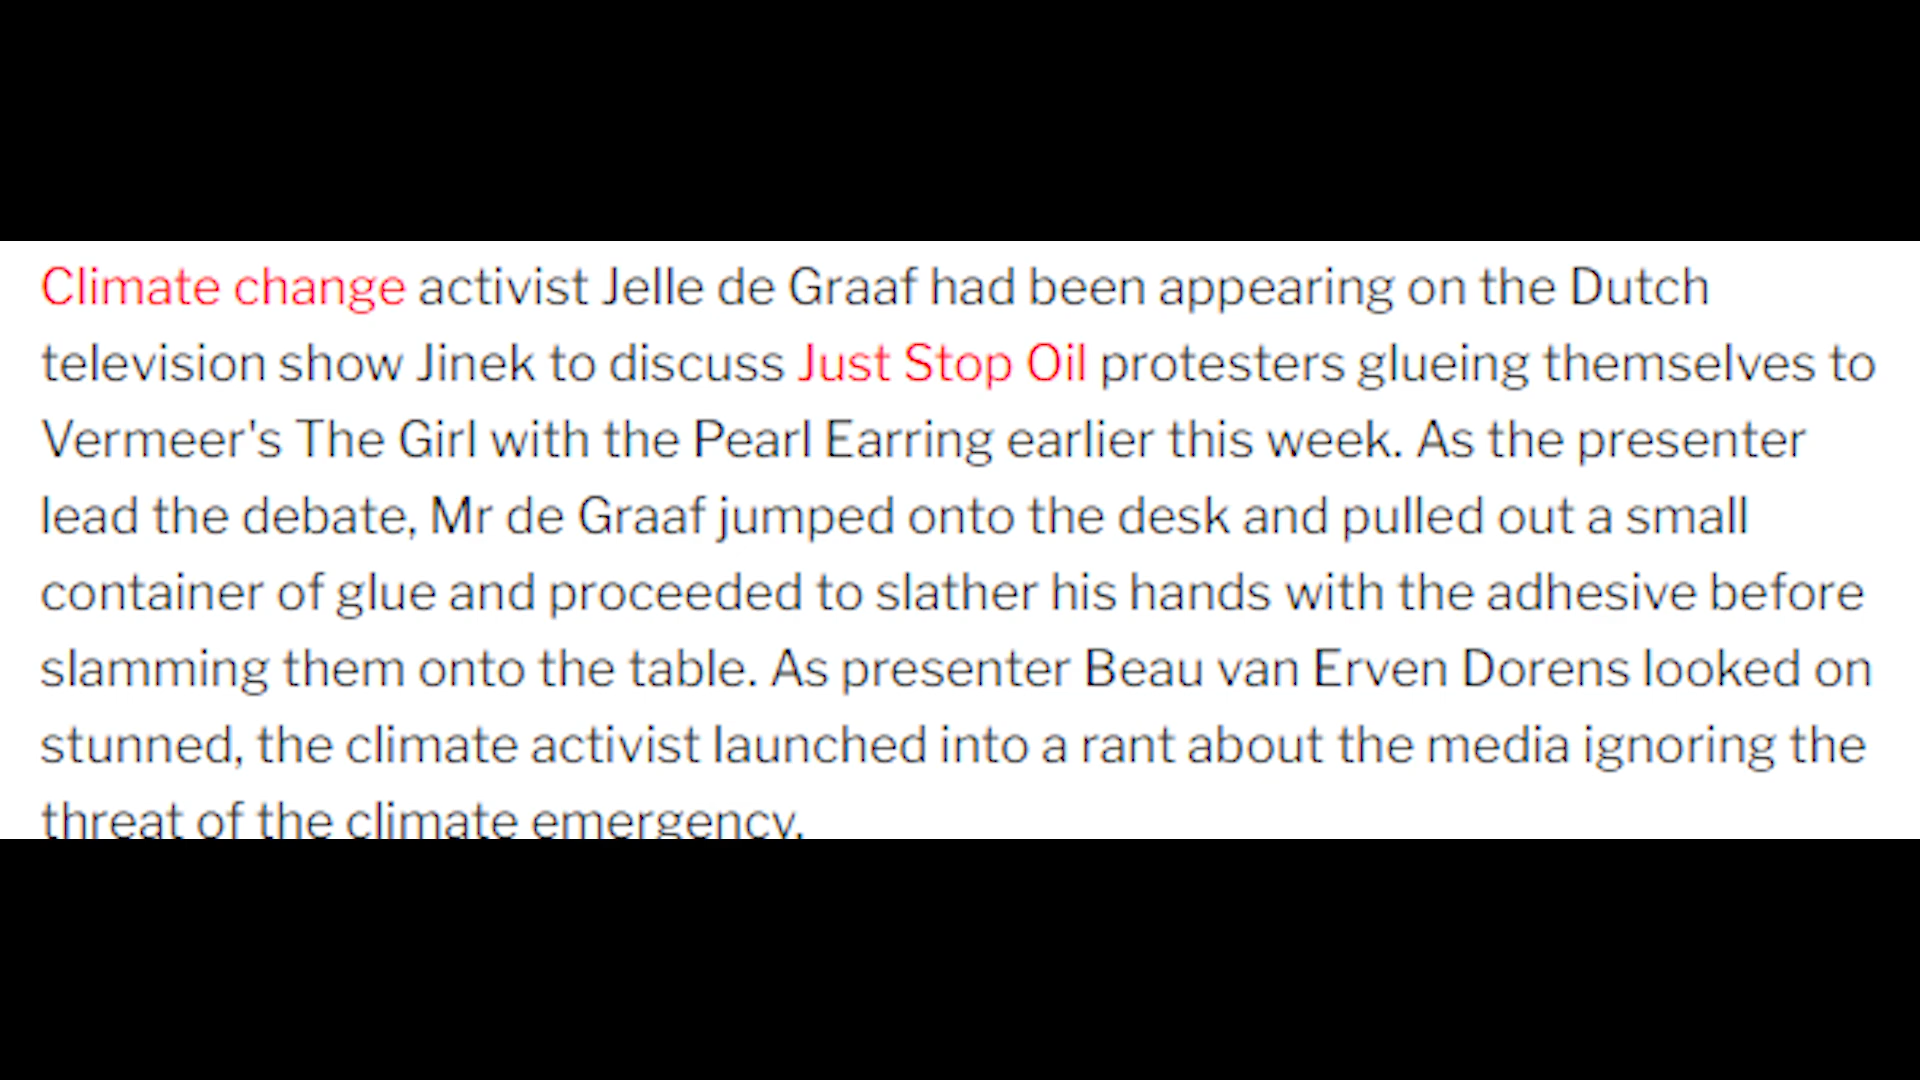 Climate change activist Jelle de Graaf had been appearing on the Dutch
television show Jinek to discuss Just Stop Oil protesters glueing themselves to
Vermeer's The Girl with the Pearl Earring earlier this week. As the presenter
lead the debate, Mr de Graaf jumped onto the desk and pulled out a small
container of glue and proceeded to slather his hands with the adhesive before
slamming them onto the table. As presenter Beau van Erven Dorens looked on
stunned, the climate activist launched into a rant about the media ignoring the
threat of the climate emergency.